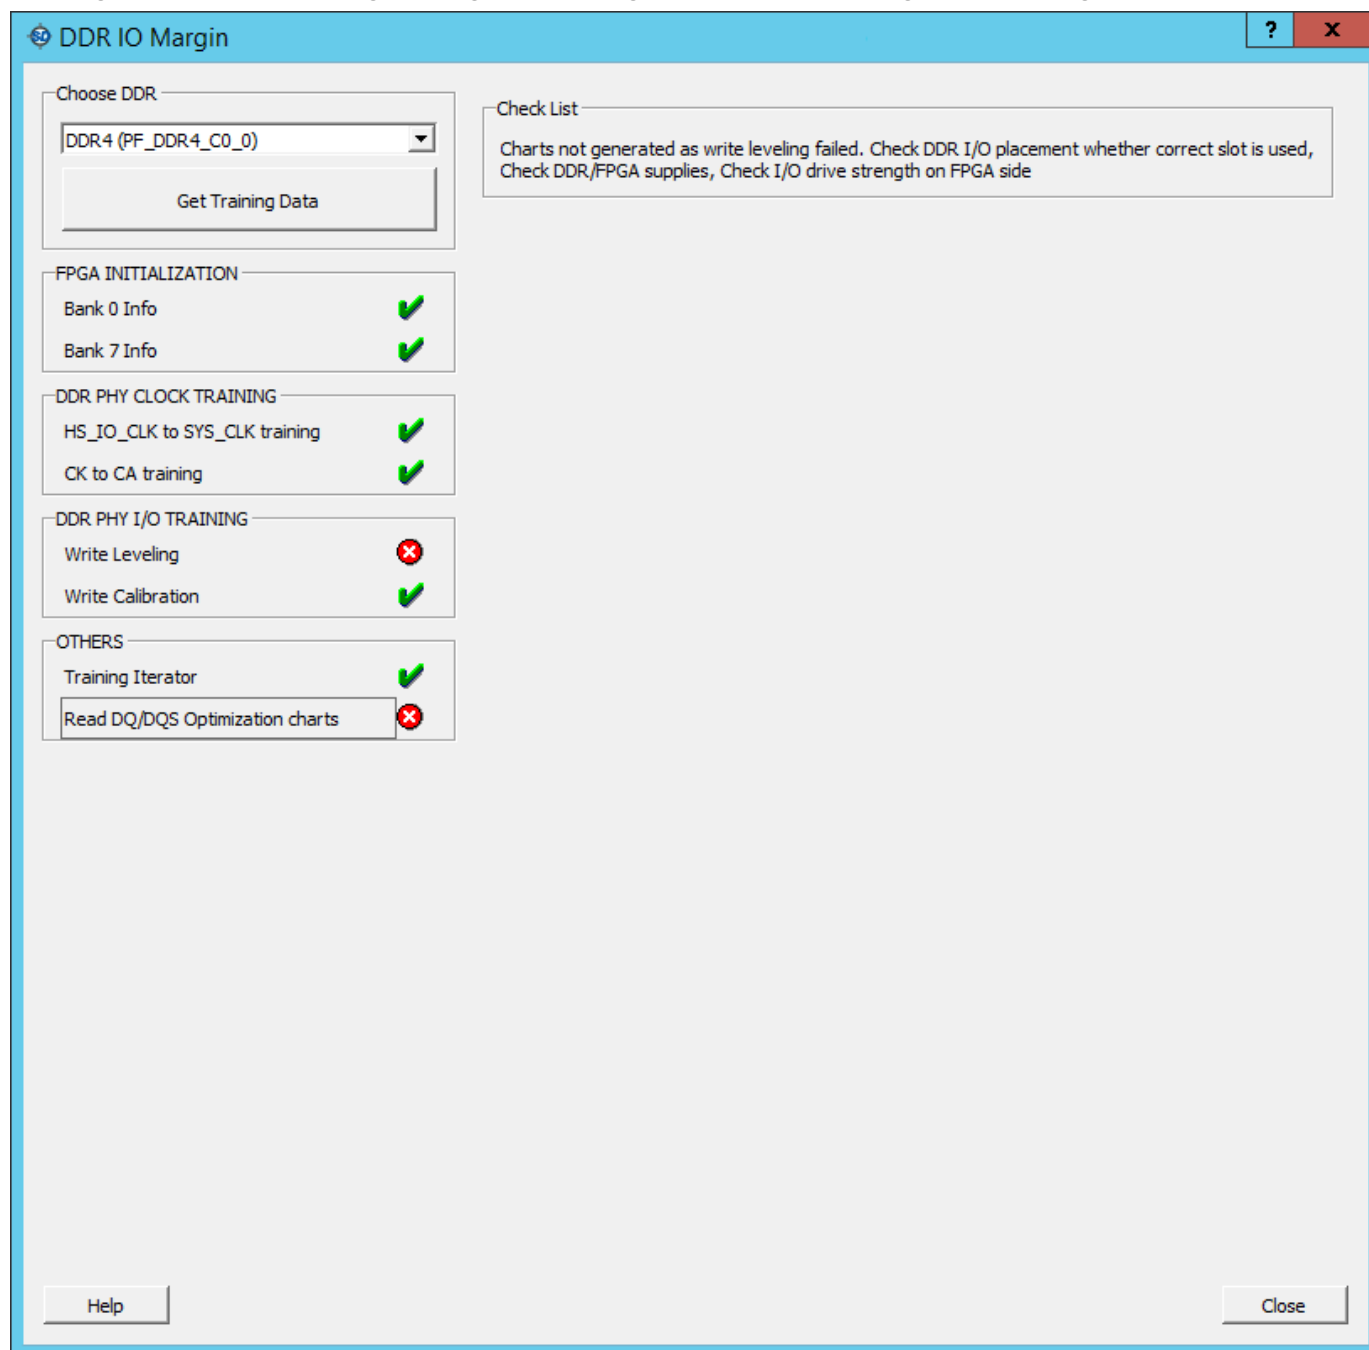 DDR IO Margin
?
X
Choose DDR
DDR4 (PF_DDR4_C0_0)
Get Training Data
Check List
Charts not generated as write leveling failed. Check DDR I/O placement whether correct slot is used,
Check DDR/FPGA supplies, Check I/O drive strength on FPGA side
FPGA INITIALIZATION
Bank 0 Info
Bank 7 Info
DDR PHY CLOCK TRAINING
HS_IO_CLK to SYS_CLK training
CK to CA training
DDR PHY I/O TRAINING
Write Leveling
Write Calibration
OTHERS
Training Iterator
Read DQ/DQS Optimization charts
Help
Close